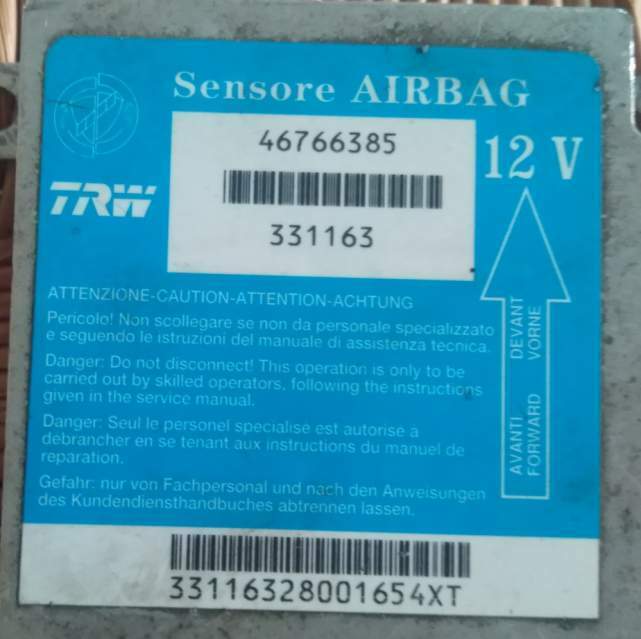 Sensore AIRBAG
46766385
12 V
TRW
331163
ATTENZIONE-CAUTION-ATTENTION-ACHTUNG
Pericolo! Non scollegare se non da personale specializzato
e seguendo le istruzioni del manuale di assistenza tecnica.
Danger: Do not disconnect! This operation is only to be
carried out by skilled operators, following the instructions
given in the service manual.
Danger: Seul le personel specialise est autorise a
debrancher en se tenant aux instructions du manuel de
reparation.
Gefahr: nur von Fachpersonal und nach den Anweisungen
des Kundendiensthandbuches abtrennen lassen.
AVANTI DEVANT
FORWARD VORNE
33116328001654XT